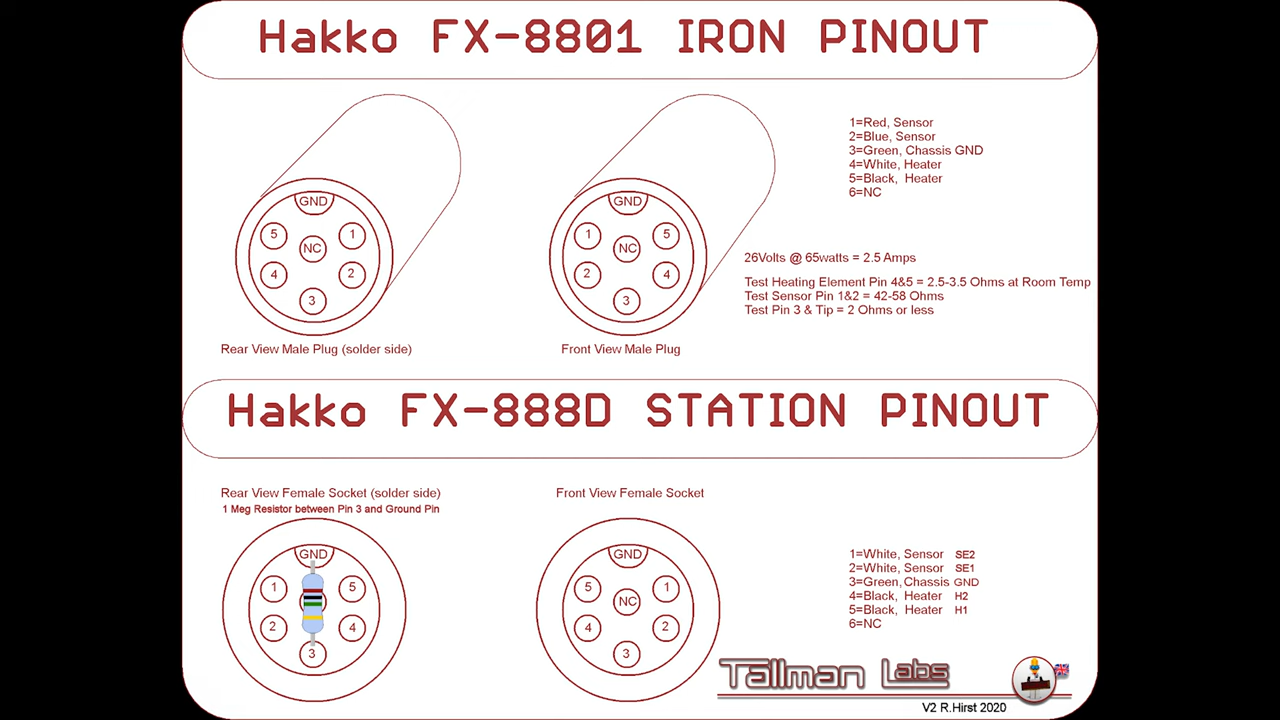 Hakko FX-8801 IRON PINOUT
GND
5
1
NC
4
2
3
Rear View Male Plug (solder side)
GND
1
5
NC
2
4
3
Front View Male Plug
1=Red, Sensor
2=Blue, Sensor
3=Green, Chassis GND
4=White, Heater
5=Black, Heater
6=NC
26Volts @ 65watts = 2.5 Amps
Test Heating Element Pin 4&5 = 2.5-3.5 Ohms at Room Temp
Test Sensor Pin 1&2 = 42-58 Ohms
Test Pin 3 & Tip = 2 Ohms or less
Hakko FX-888D STATION PINOUT
Rear View Female Socket (solder side)
1 Meg Resistor between Pin 3 and Ground Pin
GND
1
5
2
4
3
Front View Female Socket
GND
5
1
NC
4
2
3
1=White, Sensor SE2
2=White, Sensor SE1
3=Green, Chassis GND
4=Black, Heater H2
5=Black, Heater H1
6=NC
Tallman Labs
V2 R.Hirst 2020